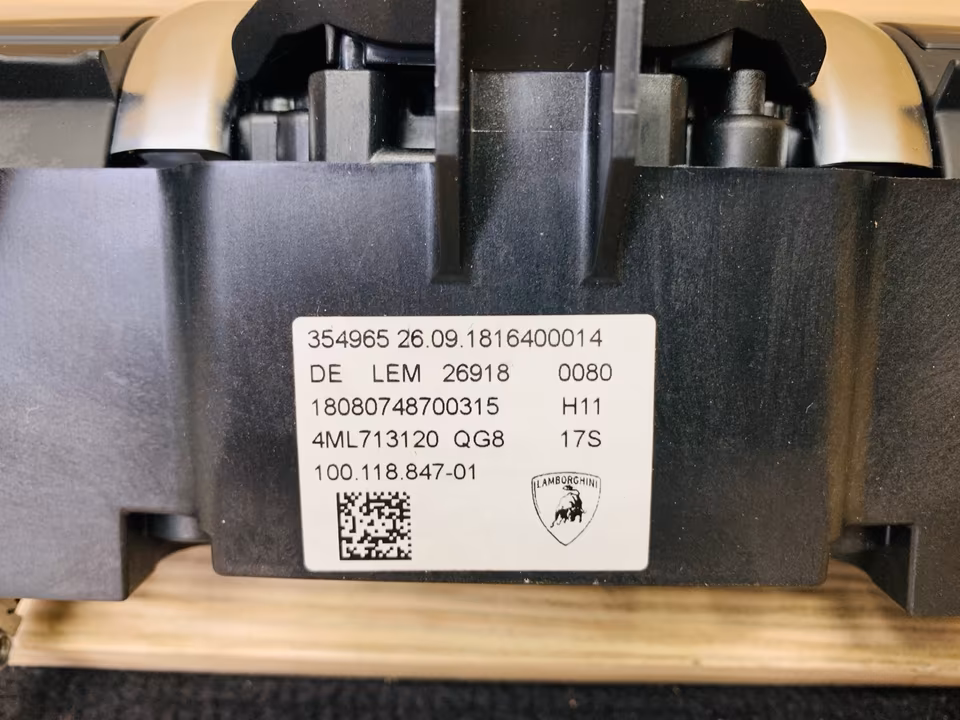 354965 26.09.1816400014
DE LEM 26918 0080
18080748700315 H11
4ML713120 QG8 17S
100.118.847-01
LAMBORGHINI